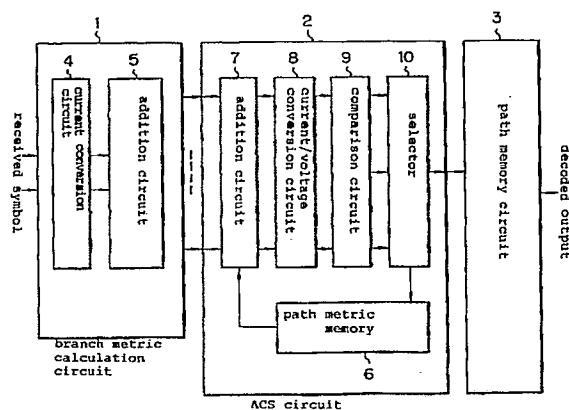 1
2
3
4
5
7
8
9
10
received symbol
current conversion
circuit
addition circuit
addition circuit
current/voltage
conversion circuit
comparison circuit
selector
path memory circuit
decoded output
path metric
memory
6
branch metric
calculation
circuit
ACS circuit